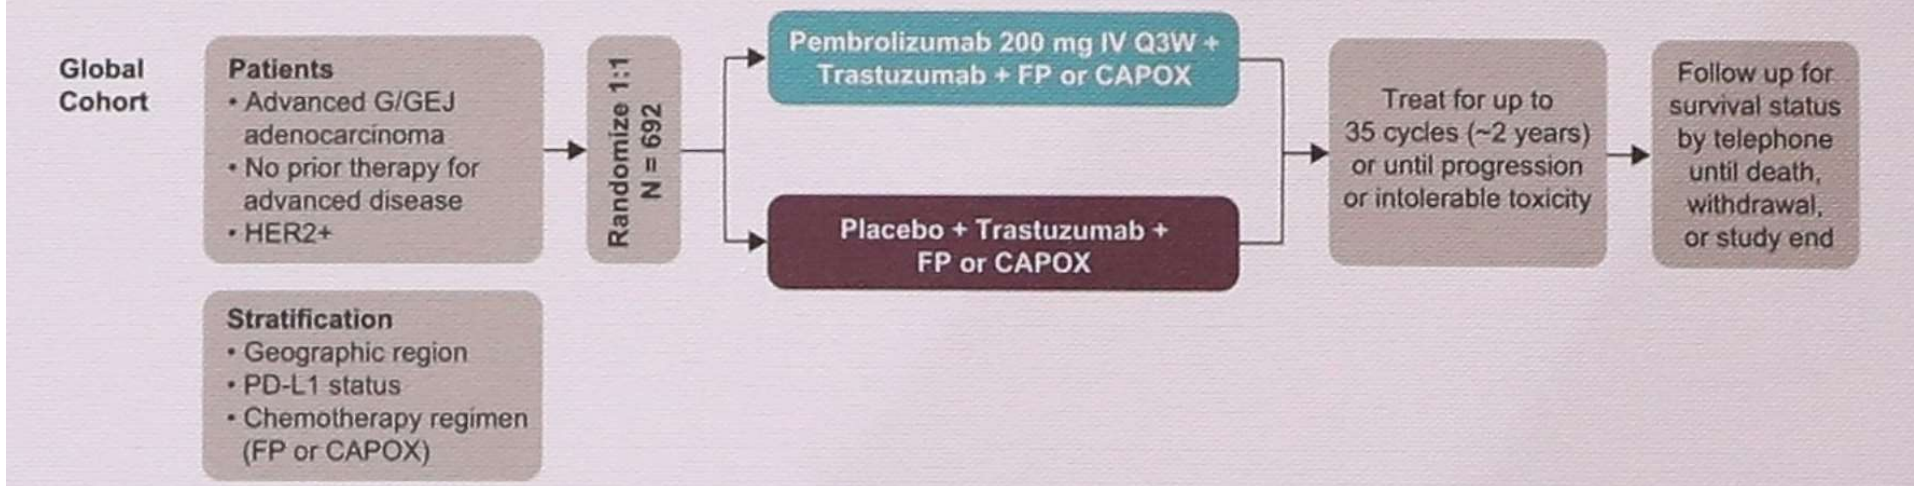 Global
Cohort
Patients
• Advanced G/GEJ
adenocarcinoma
• No prior therapy for
advanced disease
• HER2+
Randomize 1:1
N = 692
Pembrolizumab 200 mg IV Q3W +
Trastuzumab + FP or CAPOX
Placebo + Trastuzumab +
FP or CAPOX
Treat for up to
35 cycles (~2 years)
or until progression
or intolerable toxicity
Follow up for
survival status
by telephone
until death,
withdrawal,
or study end
Stratification
• Geographic region
• PD-L1 status
• Chemotherapy regimen
(FP or CAPOX)